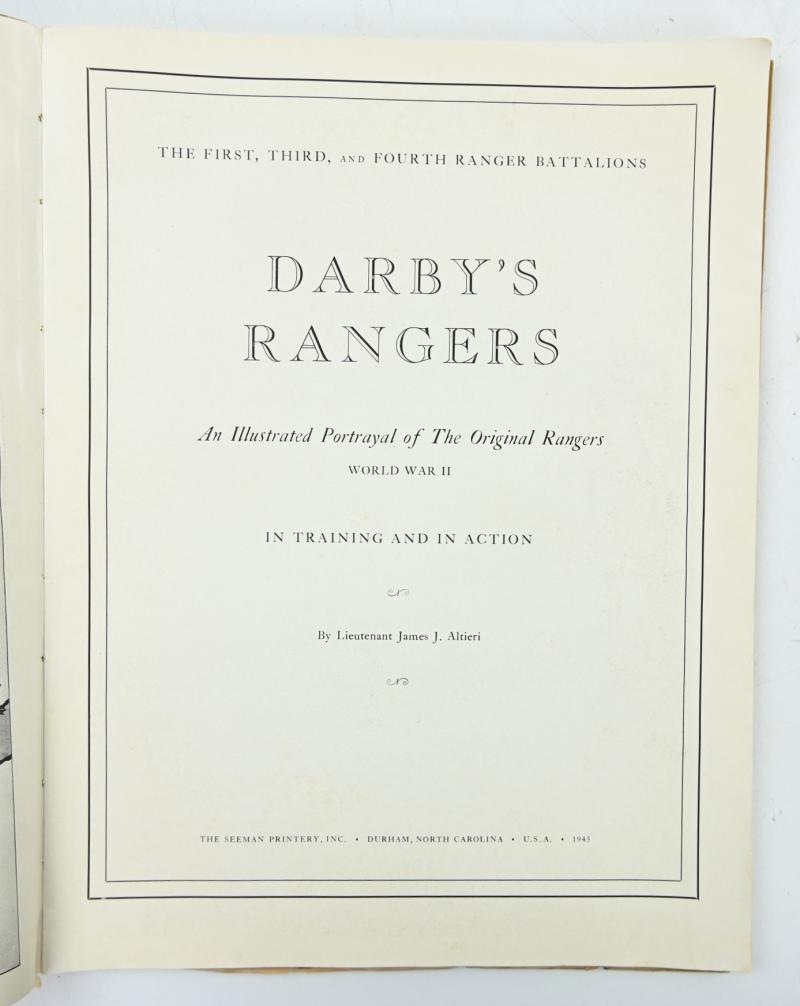 THE FIRST, THIRD, AND FOURTH RANGER BATTALIONS
DARBY'S
RANGERS
An Illustrated Portrayal of The Original Rangers
WORLD WAR II
IN TRAINING AND IN ACTION
By Lieutenant James J. Altieri
THE SEEMAN PRINTERY, INC. • DURHAM, NORTH CAROLINA • U.S.A. • 1945